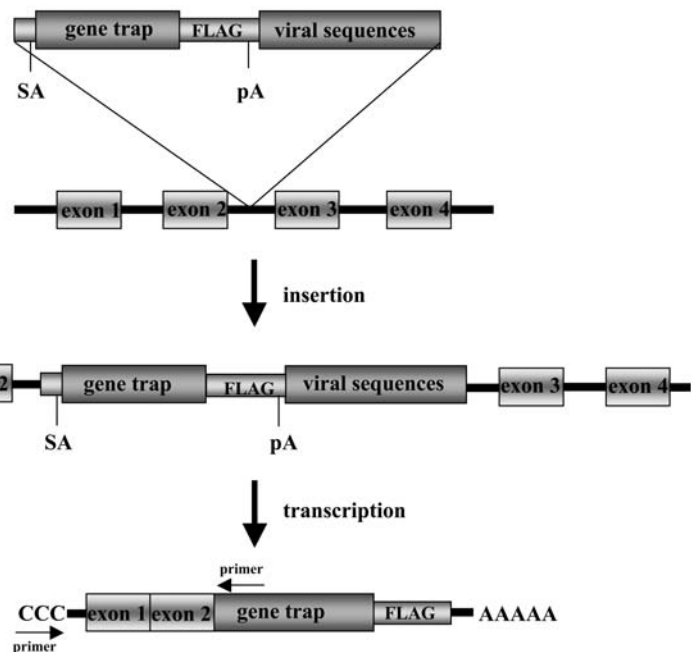 gene trap FLAG viral sequences
SA pA
exon 1 exon 2 exon 3 exon 4
insertion
2 gene trap FLAG viral sequences exon 3 exon 4
SA pA
transcription
primer
CCC exon 1 exon 2 gene trap FLAG AAAAA
primer